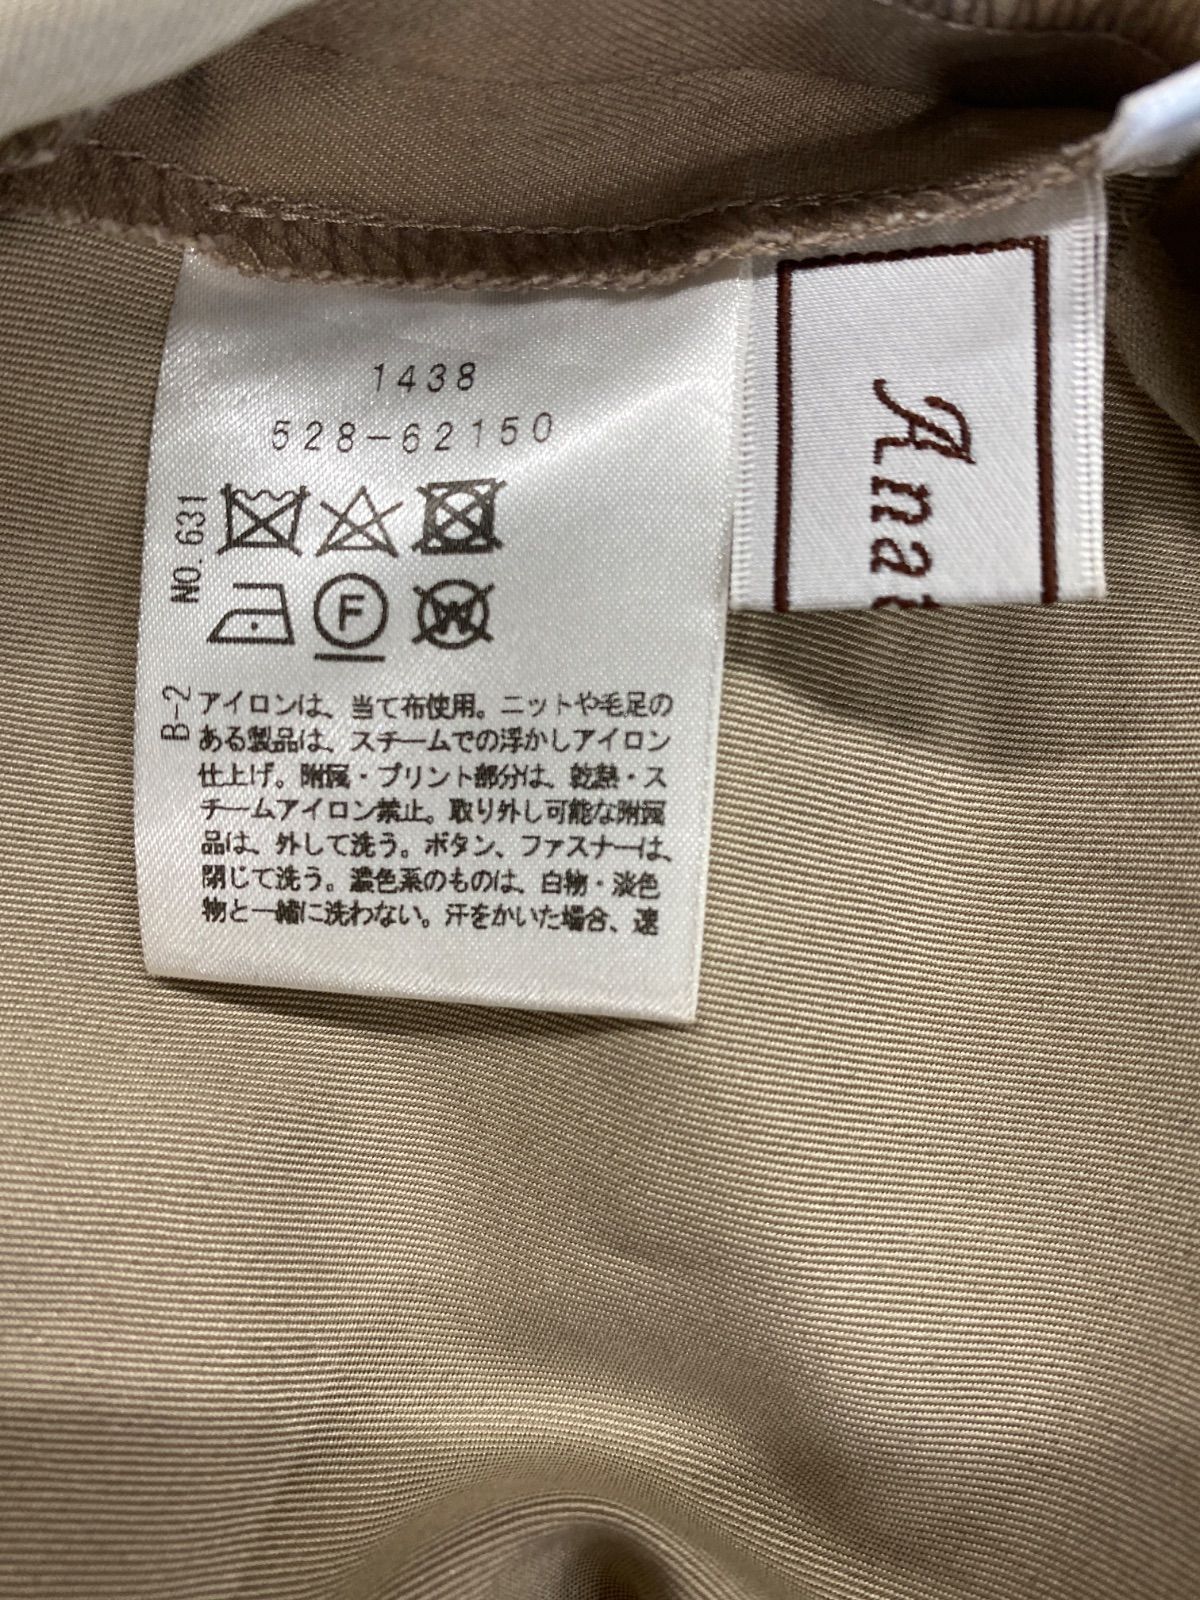 1438
528-62150
NO. 631
F
W
B-2
アイロンは、当て布使用。ニットや毛足の
ある製品は、スチームでの浮かしアイロン
仕上げ。附属・プリント部分は、乾熱・ス
チームアイロン禁止。取り外し可能な附属
品は、外して洗う。ボタン、ファスナーは、
閉じて洗う。濃色系のものは、白物・淡色
物と一緒に洗わない。汗をかいた場合、速
Ana